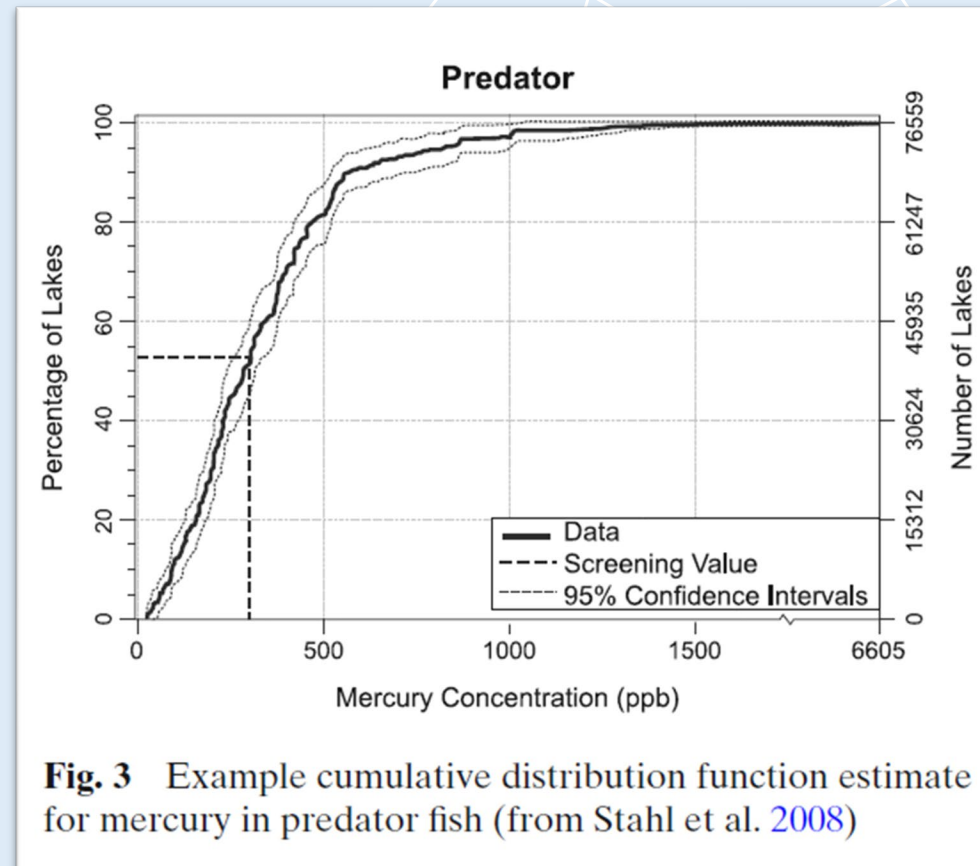 Predator
Percentage of Lakes
100
80
60
40
20
0
76559
61247
45935
30624
15312
0
Number of Lakes
Data
Screening Value
95% Confidence Intervals
0 500 1000 1500 6605
Mercury Concentration (ppb)
Fig. 3 Example cumulative distribution function estimate
for mercury in predator fish (from Stahl et al. 2008)